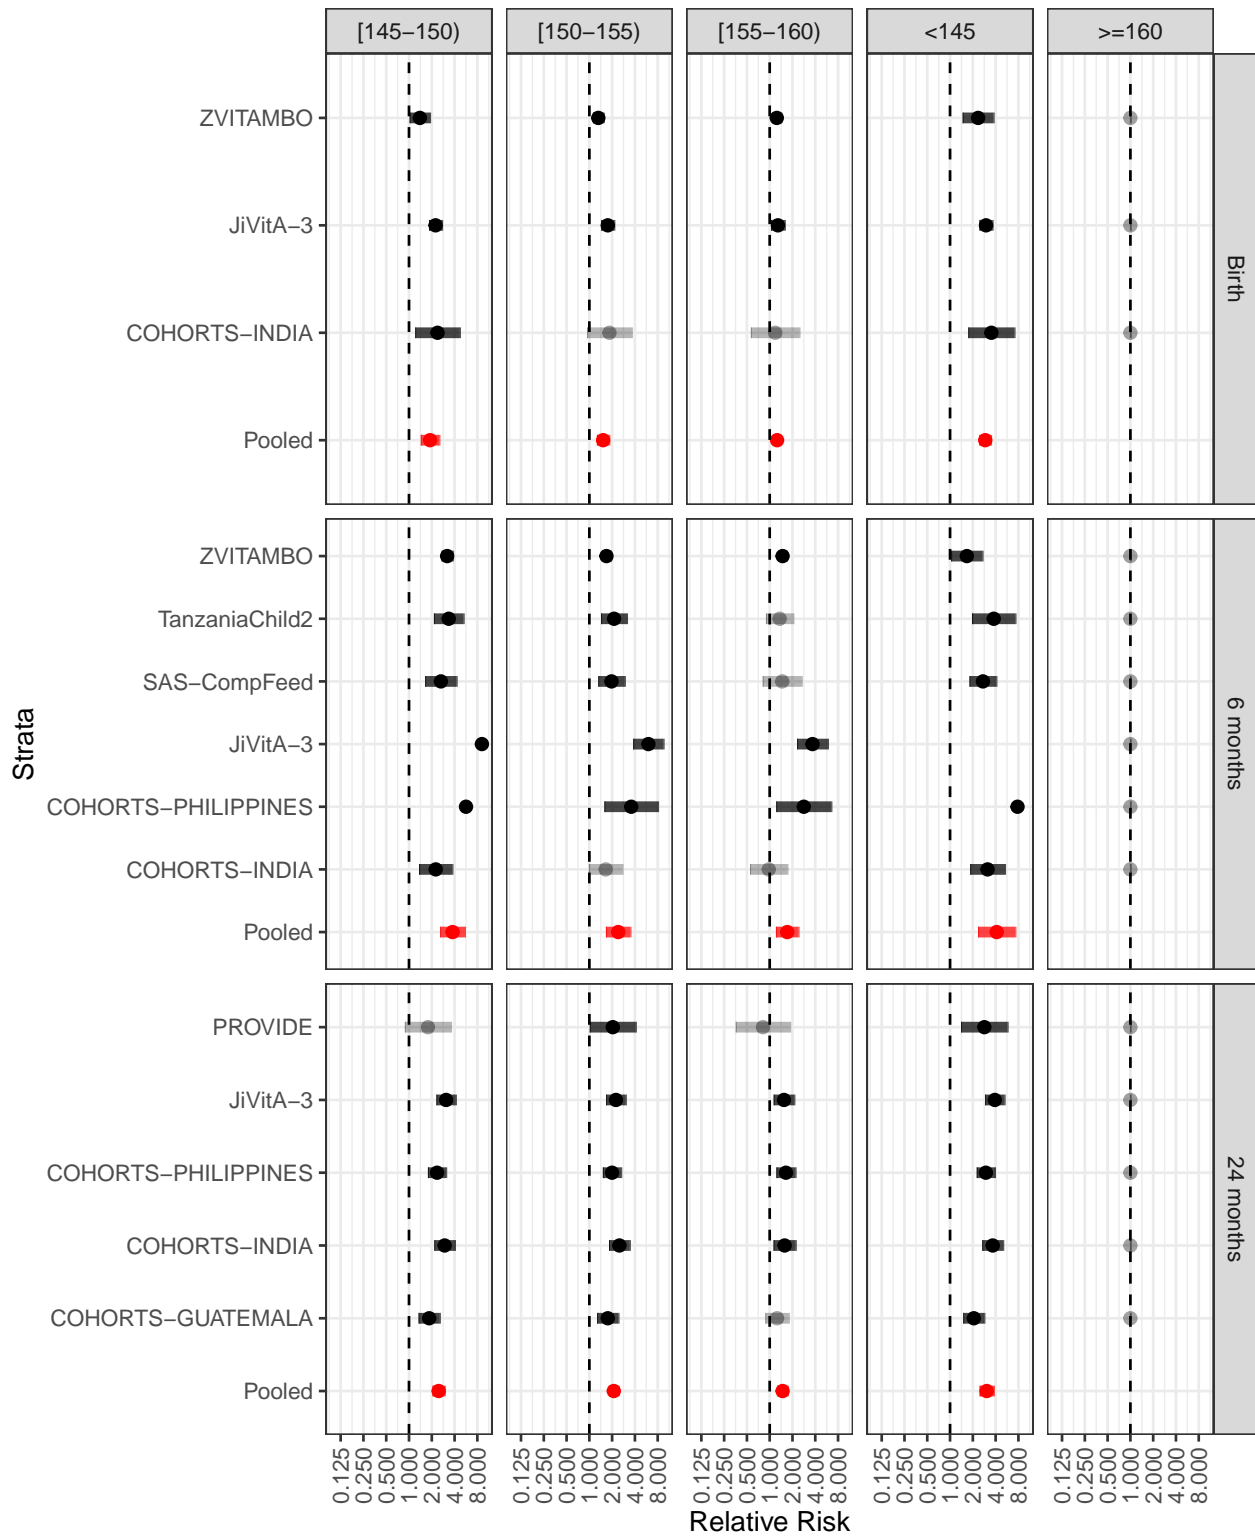 [145−150)
[150−155)
[155−160)
<145
>=160
ZVITAMBO
JiVitA−3
COHORTS−INDIA
Pooled
Birth
ZVITAMBO
TanzaniaChild2
SAS−CompFeed
JiVitA−3
COHORTS−PHILIPPINES
COHORTS−INDIA
Pooled
6 months
PROVIDE
JiVitA−3
COHORTS−PHILIPPINES
COHORTS−INDIA
COHORTS−GUATEMALA
Pooled
24 months
Strata
0.125 0.250 0.500 1.000 2.000 4.000 8.000
0.125 0.250 0.500 1.000 2.000 4.000 8.000
0.125 0.250 0.500 1.000 2.000 4.000 8.000
0.125 0.250 0.500 1.000 2.000 4.000 8.000
0.125 0.250 0.500 1.000 2.000 4.000 8.000
Relative Risk